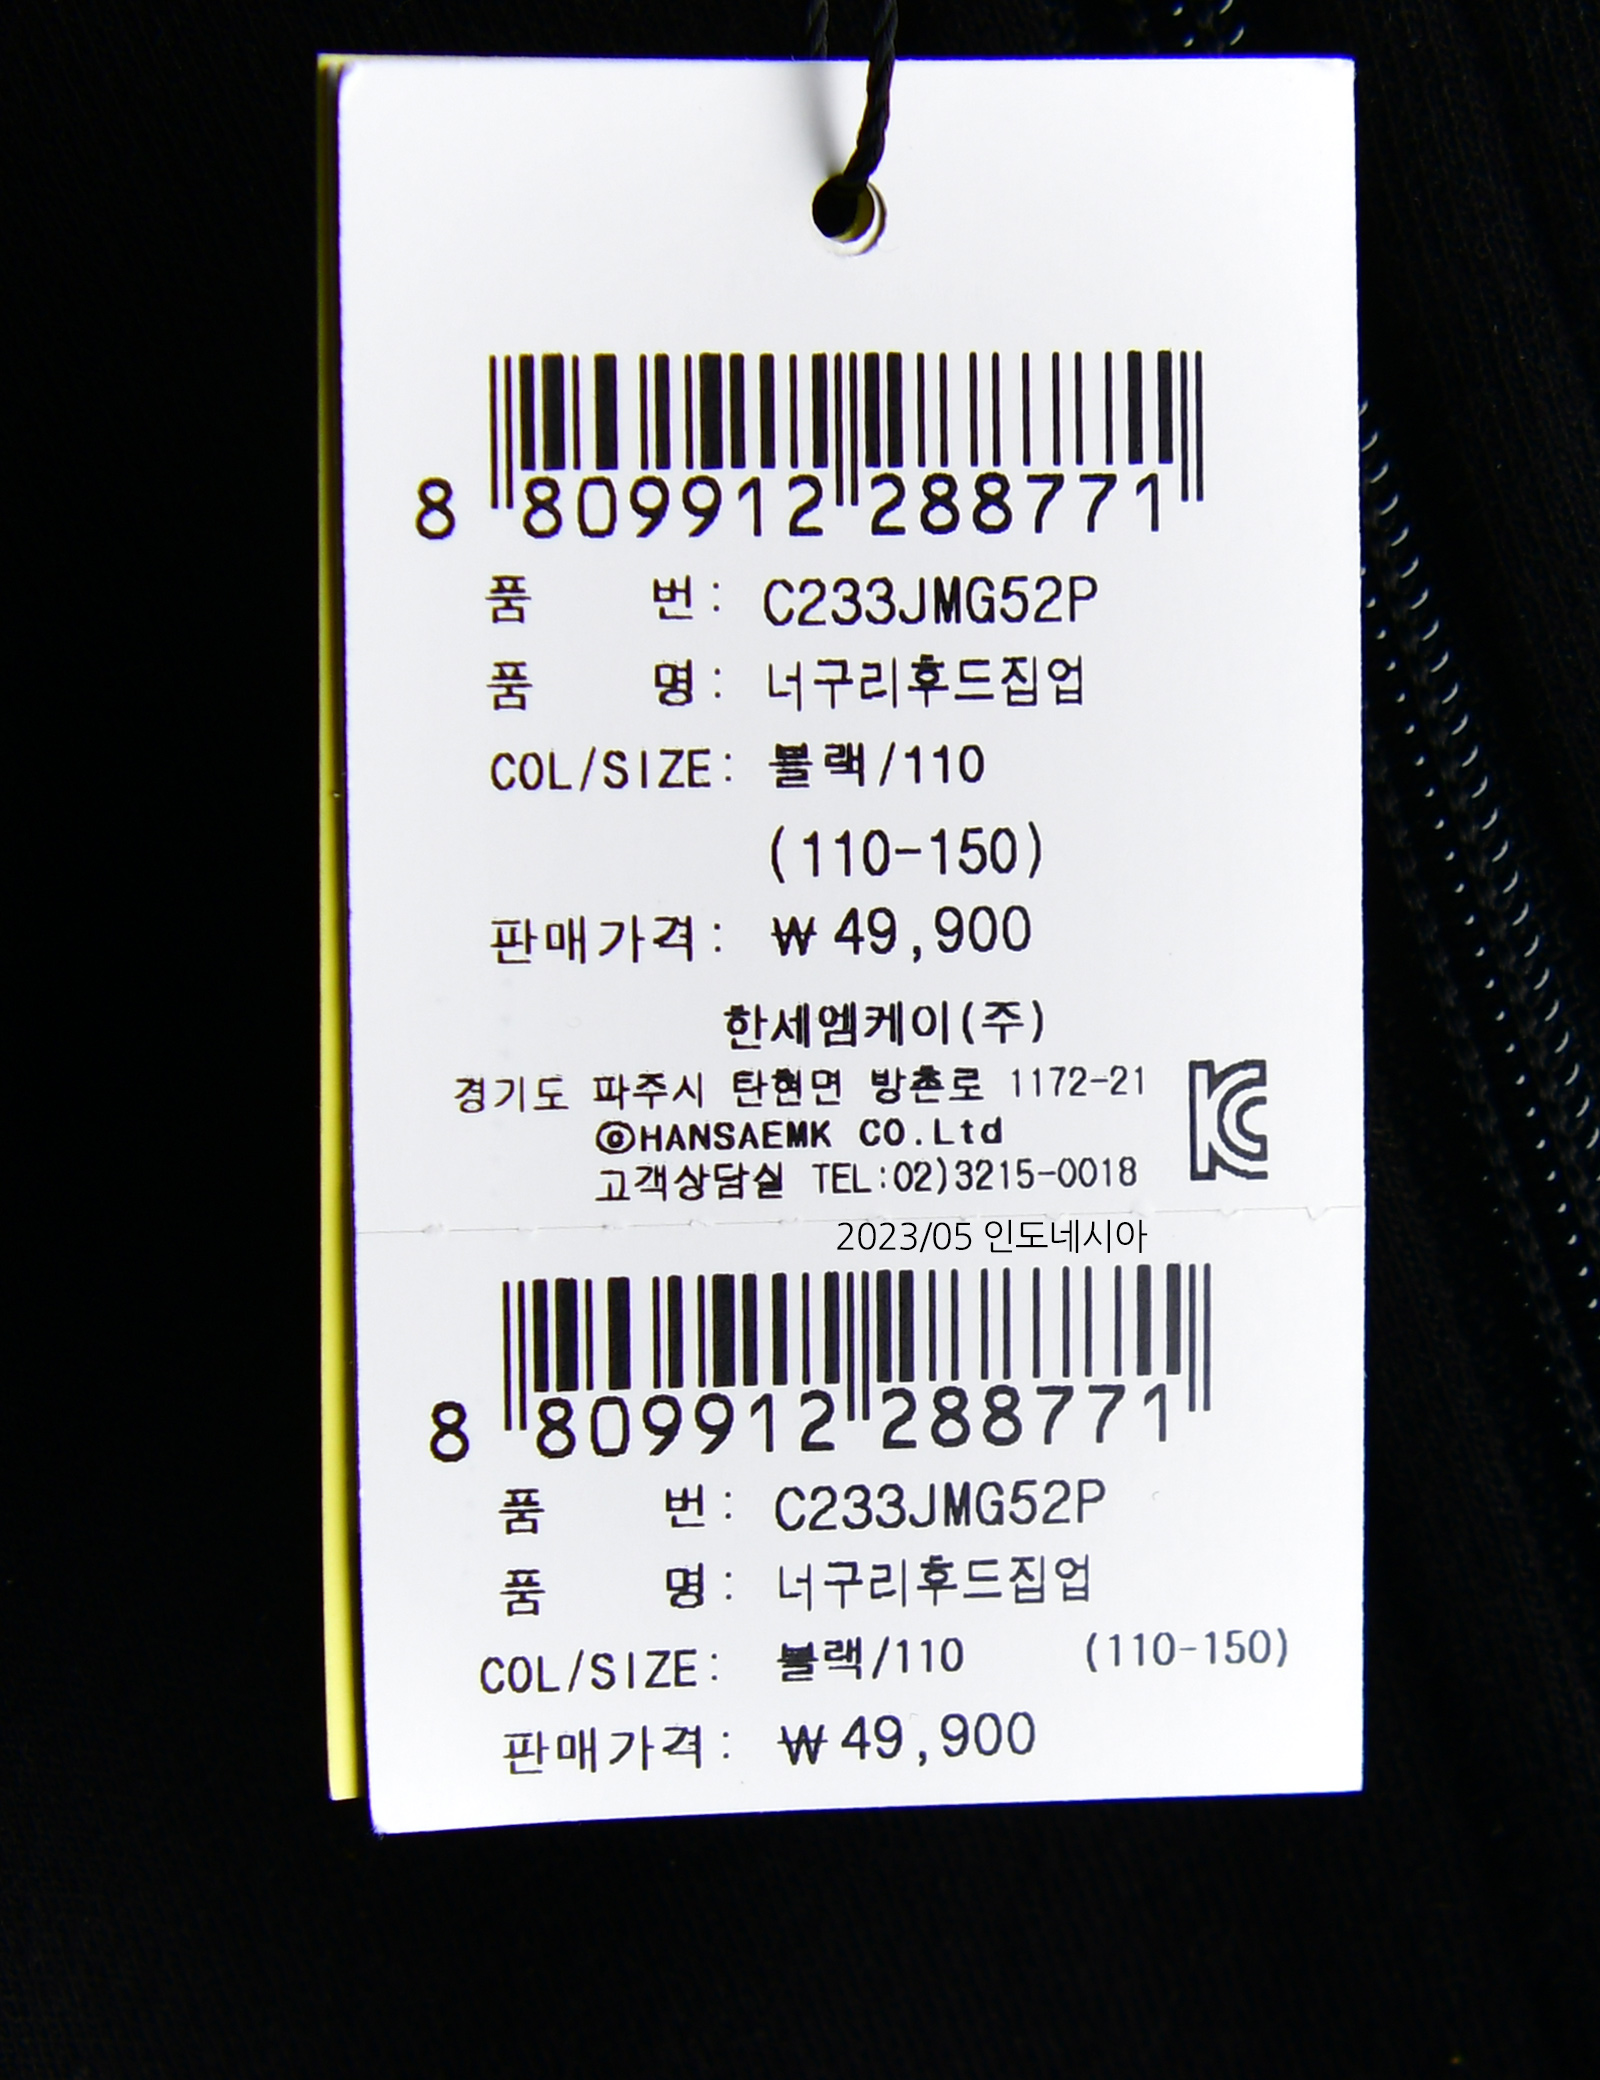 8 809912 288771
품 번: C233JMG52P
품 명: 너구리후드집업
COL/SIZE: 블랙/110
(110-150)
판매가격: ₩49,900
한세엠케이(주)
경기도 파주시 탄현면 방촌로 1172-21
ⓒHANSAEMK CO.Ltd
고객상담실 TEL:02)3215-0018
KC
2023/05 인도네시아
8 809912 288771
품 번: C233JMG52P
품 명: 너구리후드집업
COL/SIZE: 블랙/110 (110-150)
판매가격: ₩49,900